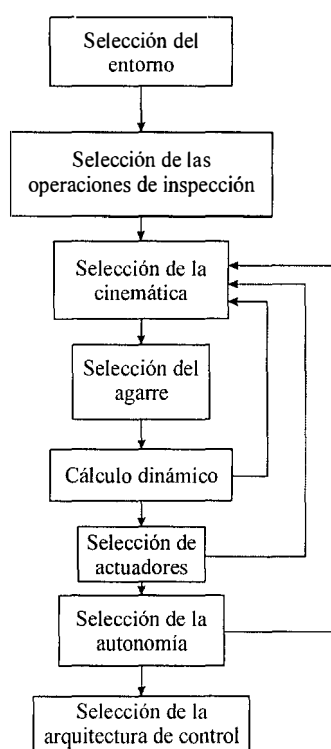 Selección del
entorno
Selección de las
operaciones de inspección
Selección de la
cinemática
Selección del
agarre
Cálculo dinámico
Selección de
actuadores
Selección de la
autonomía
Selección de la
arquitectura de control